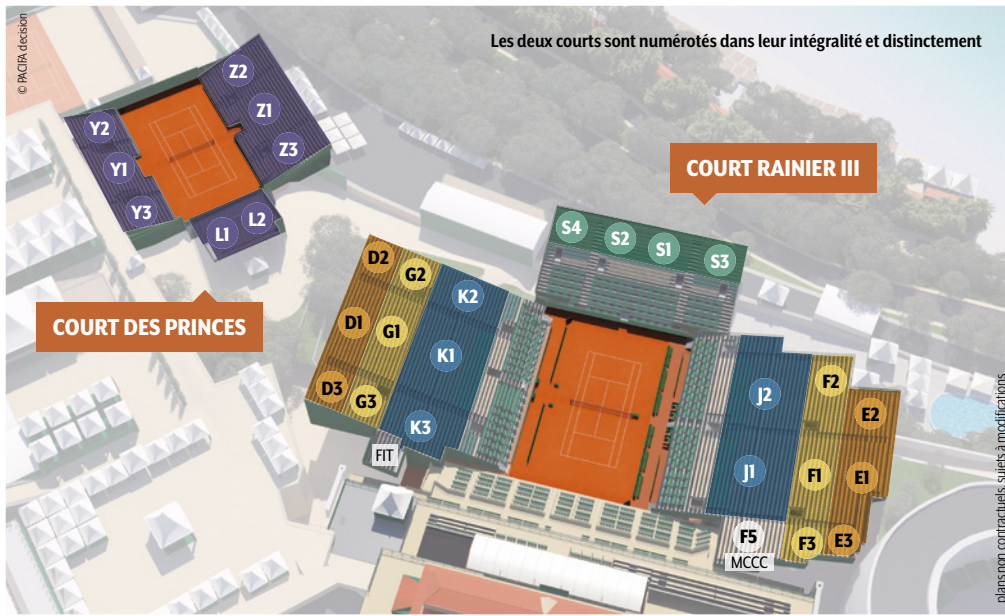 © PACIFA decision
Les deux courts sont numérotés dans leur intégralité et distinctement
Z2
Z1
Z3
Y2
Y1
Y3
L1
L2
COURT DES PRINCES
COURT RAINIER III
S4
S2
S1
S3
D2
G2
K2
D1
G1
K1
D3
G3
K3
FIT
J2
F2
E2
J1
F1
E1
F5
F3
E3
MCCC
plans non contractuels, sujets à modifications